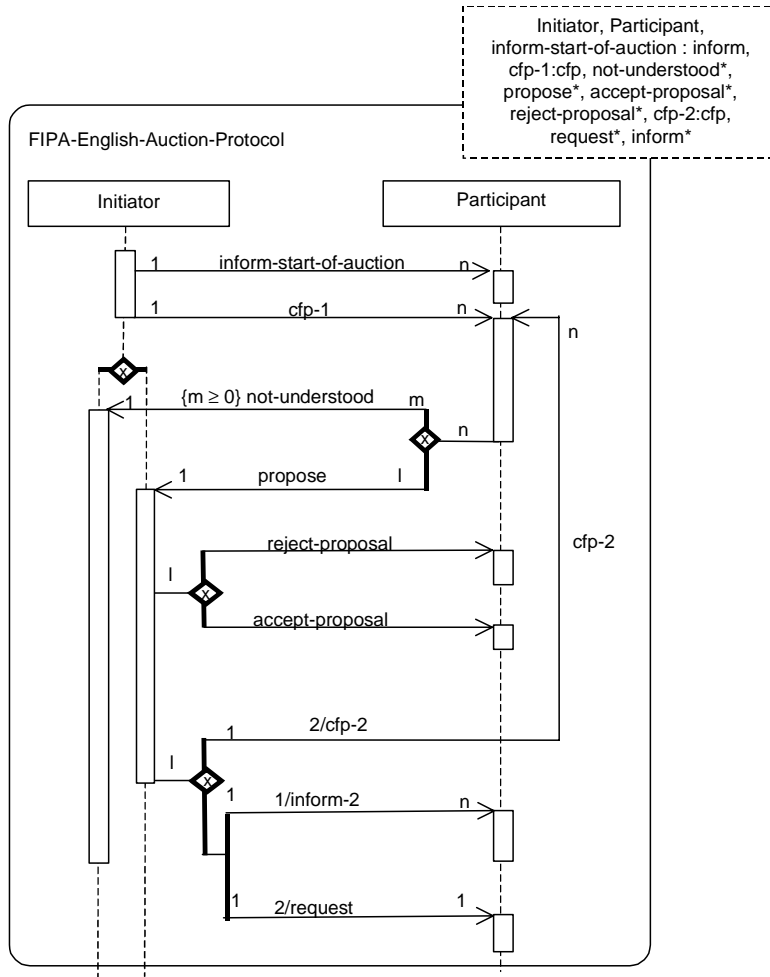 Initiator, Participant,
inform-start-of-auction : inform,
cfp-1:cfp, not-understood*,
propose*, accept-proposal*,
reject-proposal*, cfp-2:cfp,
request*, inform*
FIPA-English-Auction-Protocol
Initiator
Participant
1 inform-start-of-auction n
1 cfp-1 n
n
x
1 {m ≥ 0} not-understood m
x n
1 propose l
reject-proposal
cfp-2
l x
accept-proposal
1 2/cfp-2
l x
1 1/inform-2 n
1 2/request 1